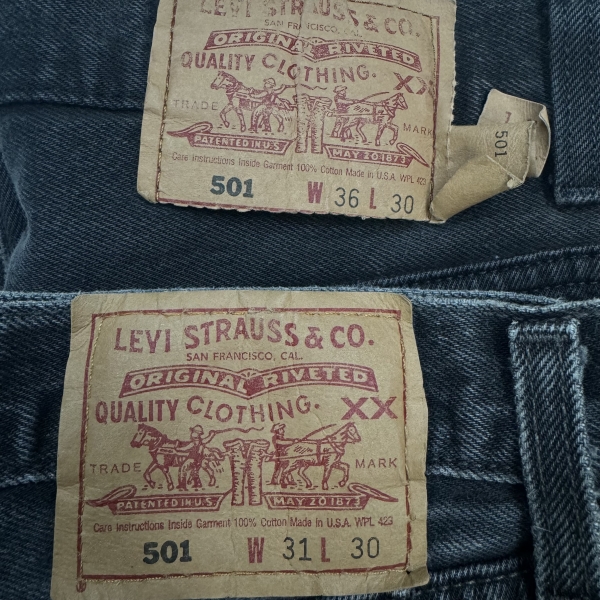 LEVI STRAUSS & CO.
SAN FRANCISCO, CAL.
ORIGINAL RIVETED
QUALITY CLOTHING. XX
TRADE MARK
PATENTED IN U.S. MAY 20 1873
Care Instructions Inside Garment 100% Cotton Made in U.S.A. WPL 423
501 W 36 L 30
501
LEVI STRAUSS & CO.
SAN FRANCISCO, CAL.
ORIGINAL RIVETED
QUALITY CLOTHING. XX
TRADE MARK
PATENTED IN U.S. MAY 20 1873
Care Instructions Inside Garment 100% Cotton Made in U.S.A. WPL 423
501 W 31 L 30
®